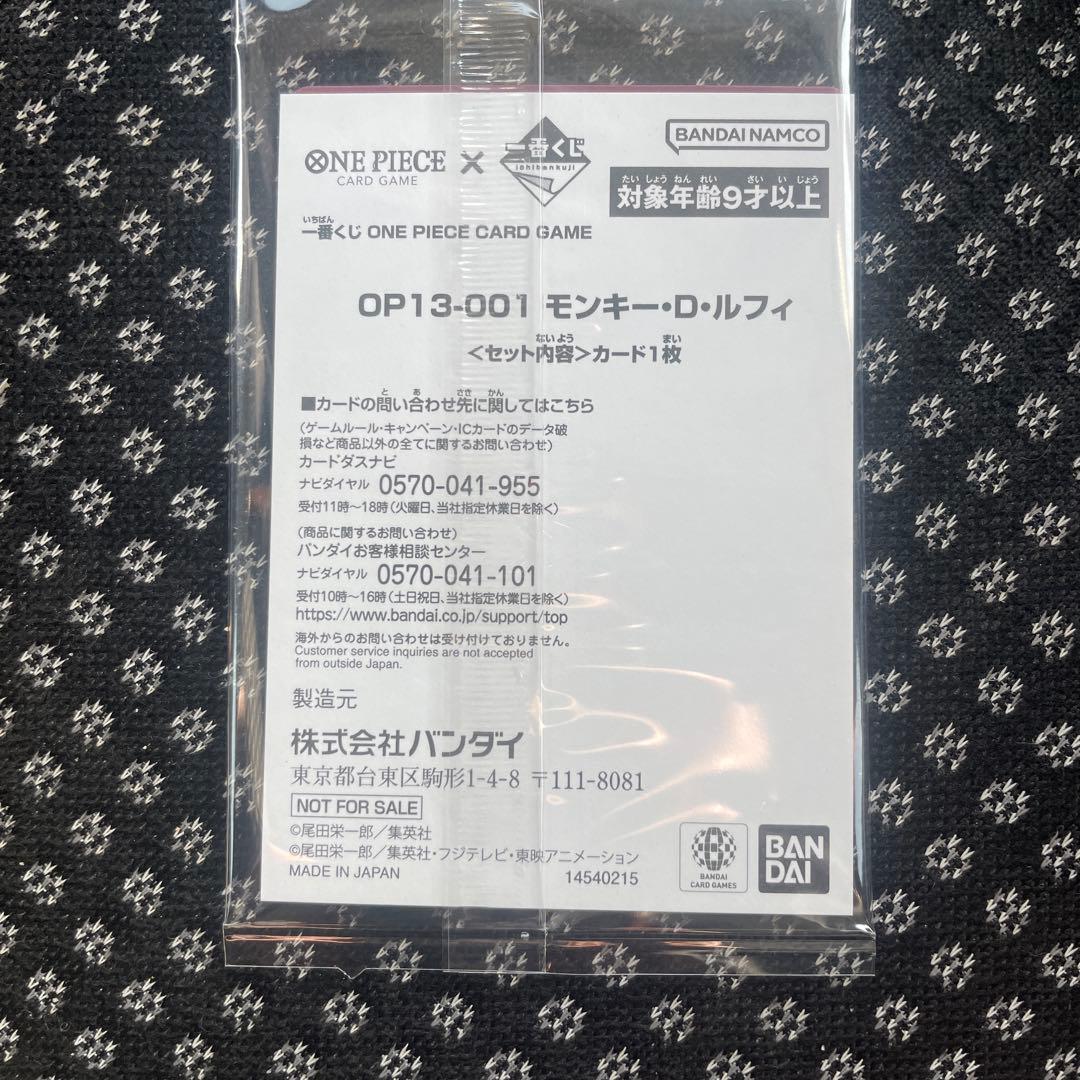 ONE PIECE
CARD GAME
×
一番くじ
ichibankuji
BANDAI NAMCO
たいしょうねんれい さいいじょう
対象年齢9才以上
いちばん
一番くじ ONE PIECE CARD GAME
OP13-001 モンキー・D・ルフィ
ないよう まい
<セット内容>カード1枚
と あ さき かん
■カードの問い合わせ先に関してはこちら
(ゲームルール・キャンペーン・ICカードのデータ破
損など商品以外の全てに関するお問い合わせ)
カードダスナビ
ナビダイヤル 0570-041-955
受付11時~18時(火曜日、当社指定休業日を除く)
(商品に関するお問い合わせ)
バンダイお客様相談センター
ナビダイヤル 0570-041-101
受付10時~16時(土日祝日、当社指定休業日を除く)
https://www.bandai.co.jp/support/top
海外からのお問い合わせは受け付けておりません。
Customer service inquiries are not accepted
from outside Japan.
製造元
株式会社バンダイ
東京都台東区駒形1-4-8 〒111-8081
NOT FOR SALE
©尾田栄一郎/集英社
©尾田栄一郎/集英社・フジテレビ・東映アニメーション
MADE IN JAPAN 14540215
BANDAI
CARD GAMES
BAN
DAI